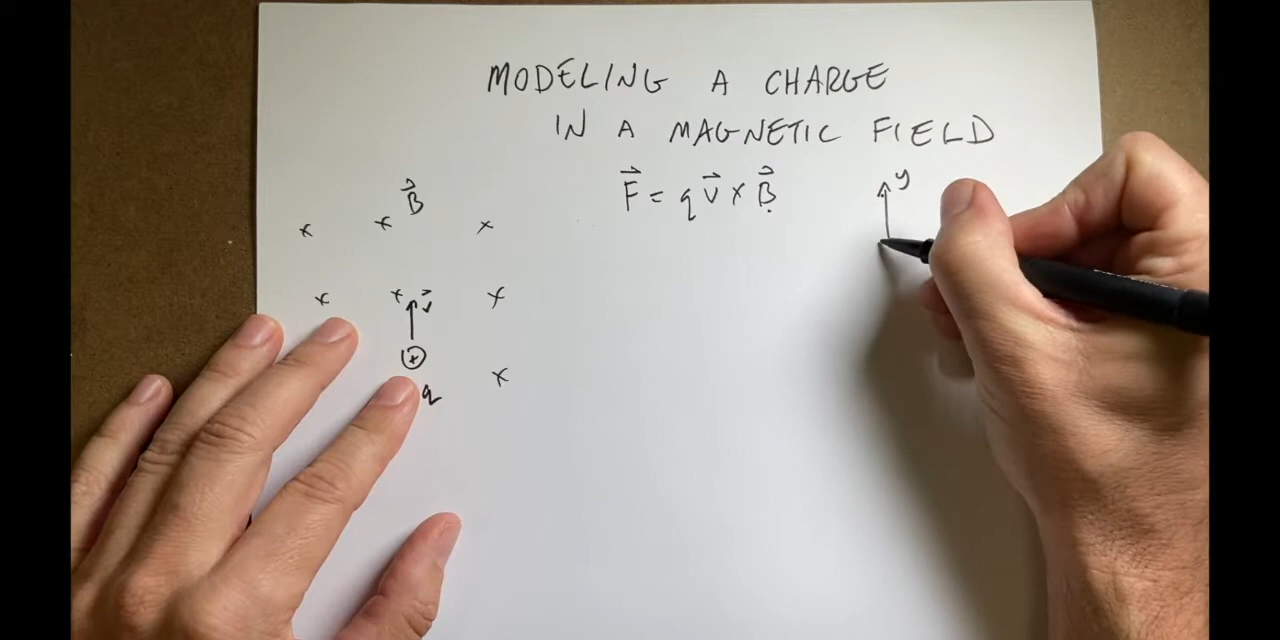 MODELING A CHARGE
IN A MAGNETIC FIELD
F⃗ = q v⃗ × B⃗
y
B⃗
x x x
x x v⃗ x
+
x
q